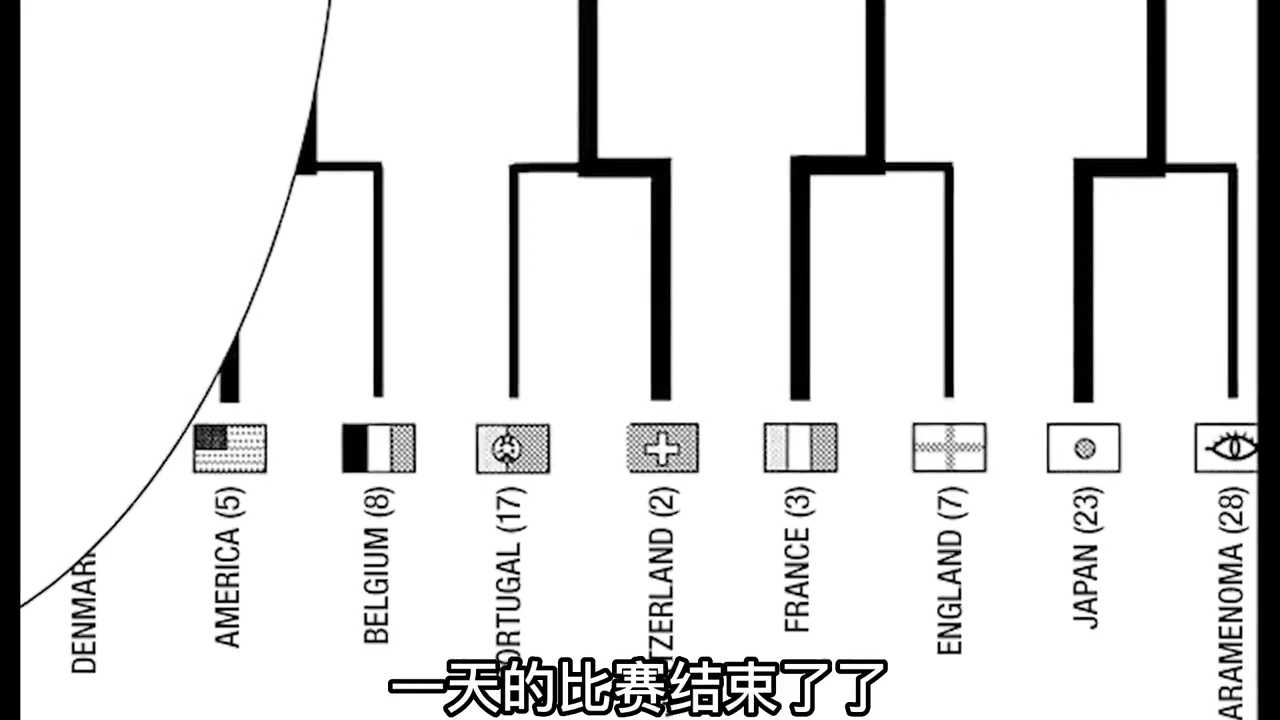 DENMAR
AMERICA (5)
BELGIUM (8)
ORTUGAL (17)
TZERLAND (2)
FRANCE (3)
ENGLAND (7)
JAPAN (23)
ARAMENOMA (28)
一天的比赛结束了了